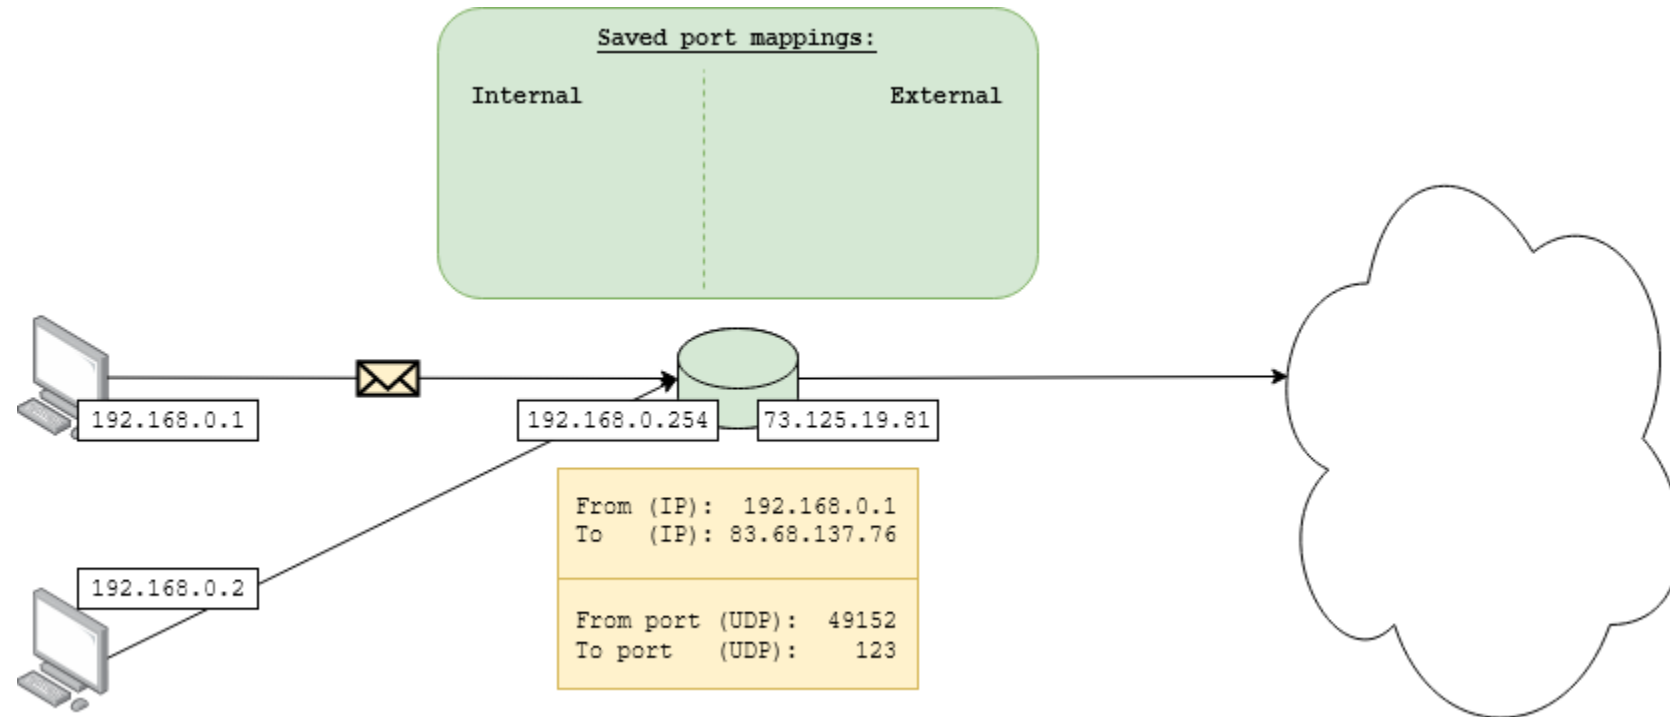 Saved port mappings:
Internal
External
192.168.0.1
192.168.0.254
73.125.19.81
From (IP): 192.168.0.1
To (IP): 83.68.137.76
192.168.0.2
From port (UDP): 49152
To port (UDP): 123